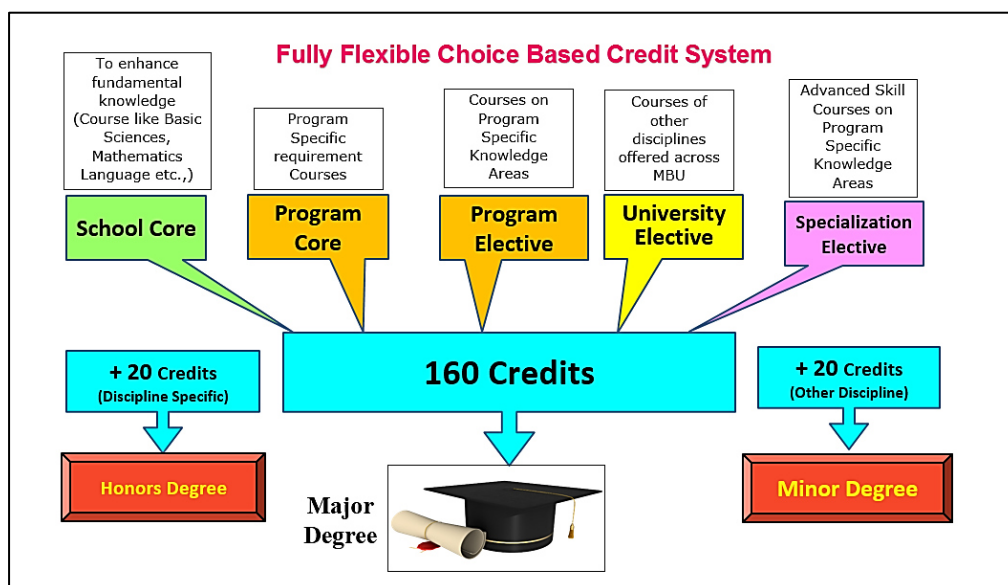 Fully Flexible Choice Based Credit System
To enhance
fundamental
knowledge
(Course like Basic
Sciences,
Mathematics
Language etc.,)
School Core
Program
Specific
requirement
Courses
Program
Core
Courses on
Program
Specific
Knowledge
Areas
Program
Elective
Courses of
other
disciplines
offered across
MBU
University
Elective
Advanced Skill
Courses on
Program
Specific
Knowledge
Areas
Specialization
Elective
+ 20 Credits
(Discipline Specific)
160 Credits
+ 20 Credits
(Other Discipline)
Honors Degree
Major
Degree
Minor Degree